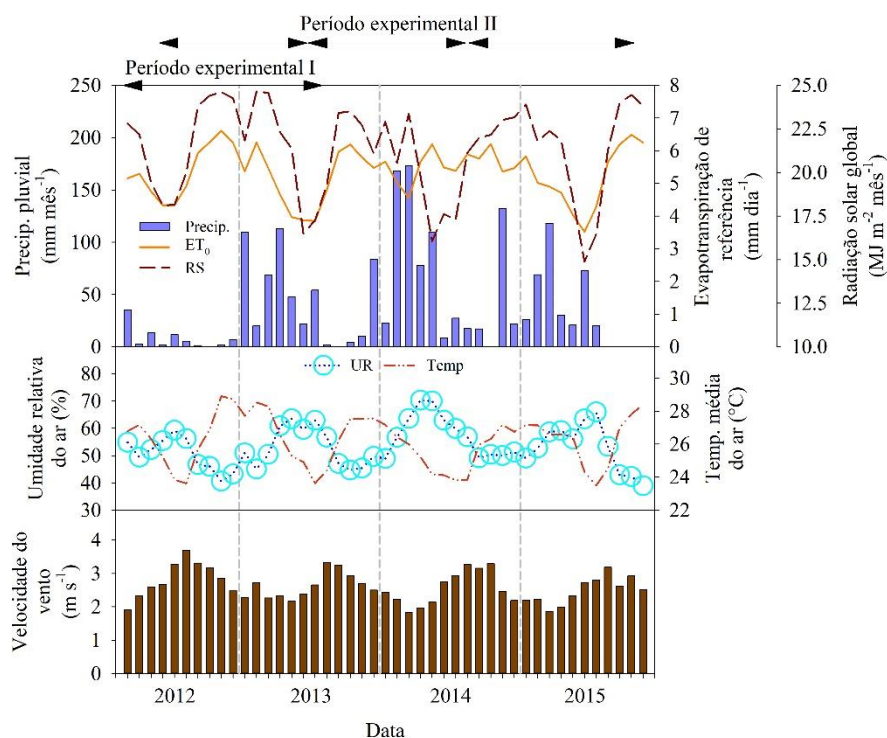 Período experimental II
Período experimental I
250
200
150
100
50
0
Precip. pluvial
(mm mês⁻¹)
Precip.
ET₀
RS
8
7
6
5
4
3
2
1
0
Evapotranspiração de
referência
(mm dia⁻¹)
25.0
22.5
20.0
17.5
15.0
12.5
10.0
Radiação solar global
(MJ m⁻² mês⁻¹)
80
70
60
50
40
30
Umidade relativa
do ar (%)
UR
Temp
30
28
26
24
22
Temp. média
do ar (°C)
4
3
2
1
0
Velocidade do
vento
(m s⁻¹)
2012
2013
2014
2015
Data